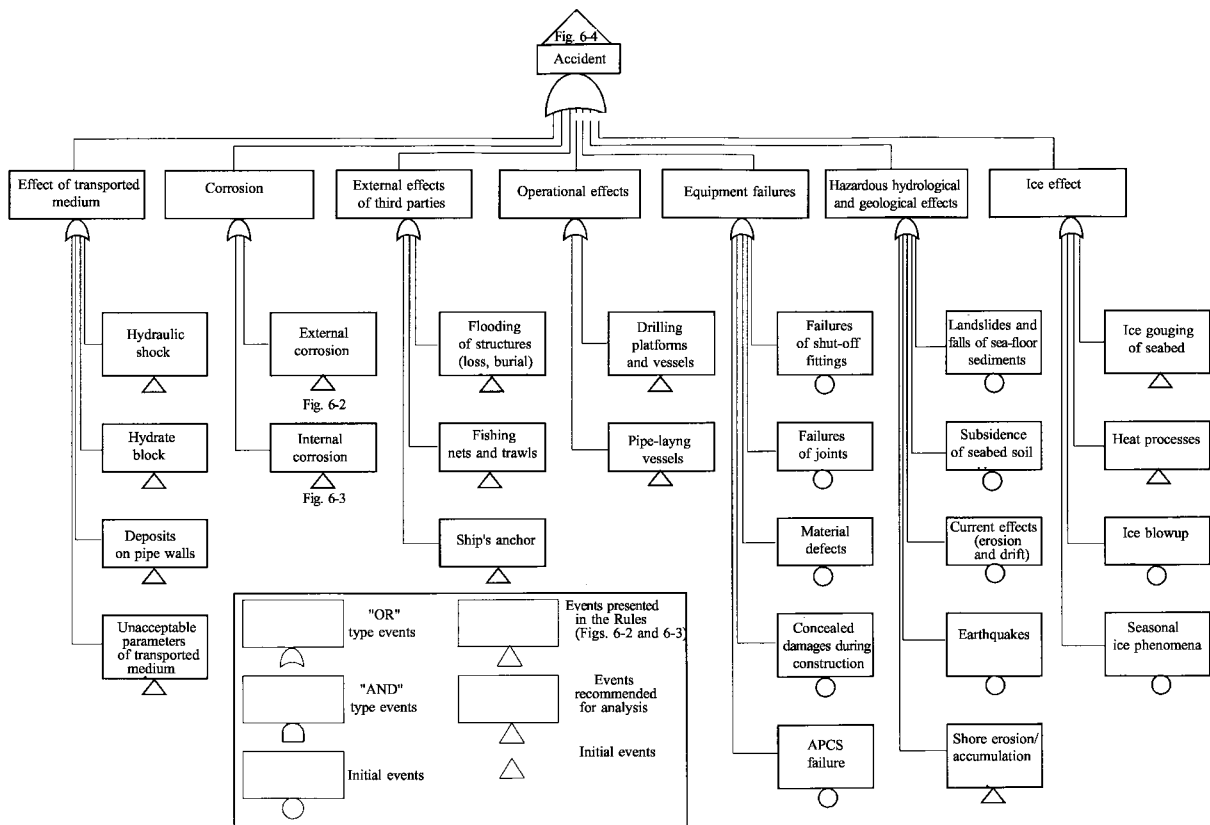 Fig. 6-4
Accident
Effect of transported
medium
Corrosion
External effects
of third parties
Operational effects
Equipment failures
Hazardous hydrological
and geological effects
Ice effect
Hydraulic
shock
Hydrate
block
Deposits
on pipe walls
Unacceptable
parameters
of transported
medium
External
corrosion
Fig. 6-2
Internal
corrosion
Fig. 6-3
Flooding
of structures
(loss, burial)
Fishing
nets and trawls
Ship's anchor
Drilling
platforms
and vessels
Pipe-layng
vessels
Failures
of shut-off
fittings
Failures
of joints
Material
defects
Concealed
damages during
construction
APCS
failure
Landslides and
falls of sea-floor
sediments
Subsidence
of seabed soil
Current effects
(erosion
and drift)
Earthquakes
Shore erosion/
accumulation
Ice gouging
of seabed
Heat processes
Ice blowup
Seasonal
ice phenomena
"OR"
type events
"AND"
type events
Initial events
Events presented
in the Rules
(Figs. 6-2 and 6-3)
Events
recommended
for analysis
Initial events